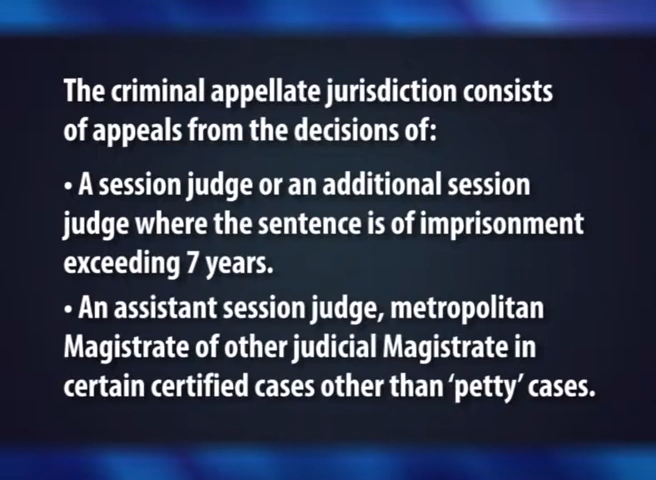 The criminal appellate jurisdiction consists
of appeals from the decisions of:
• A session judge or an additional session
judge where the sentence is of imprisonment
exceeding 7 years.
• An assistant session judge, metropolitan
Magistrate of other judicial Magistrate in
certain certified cases other than ‘petty’ cases.